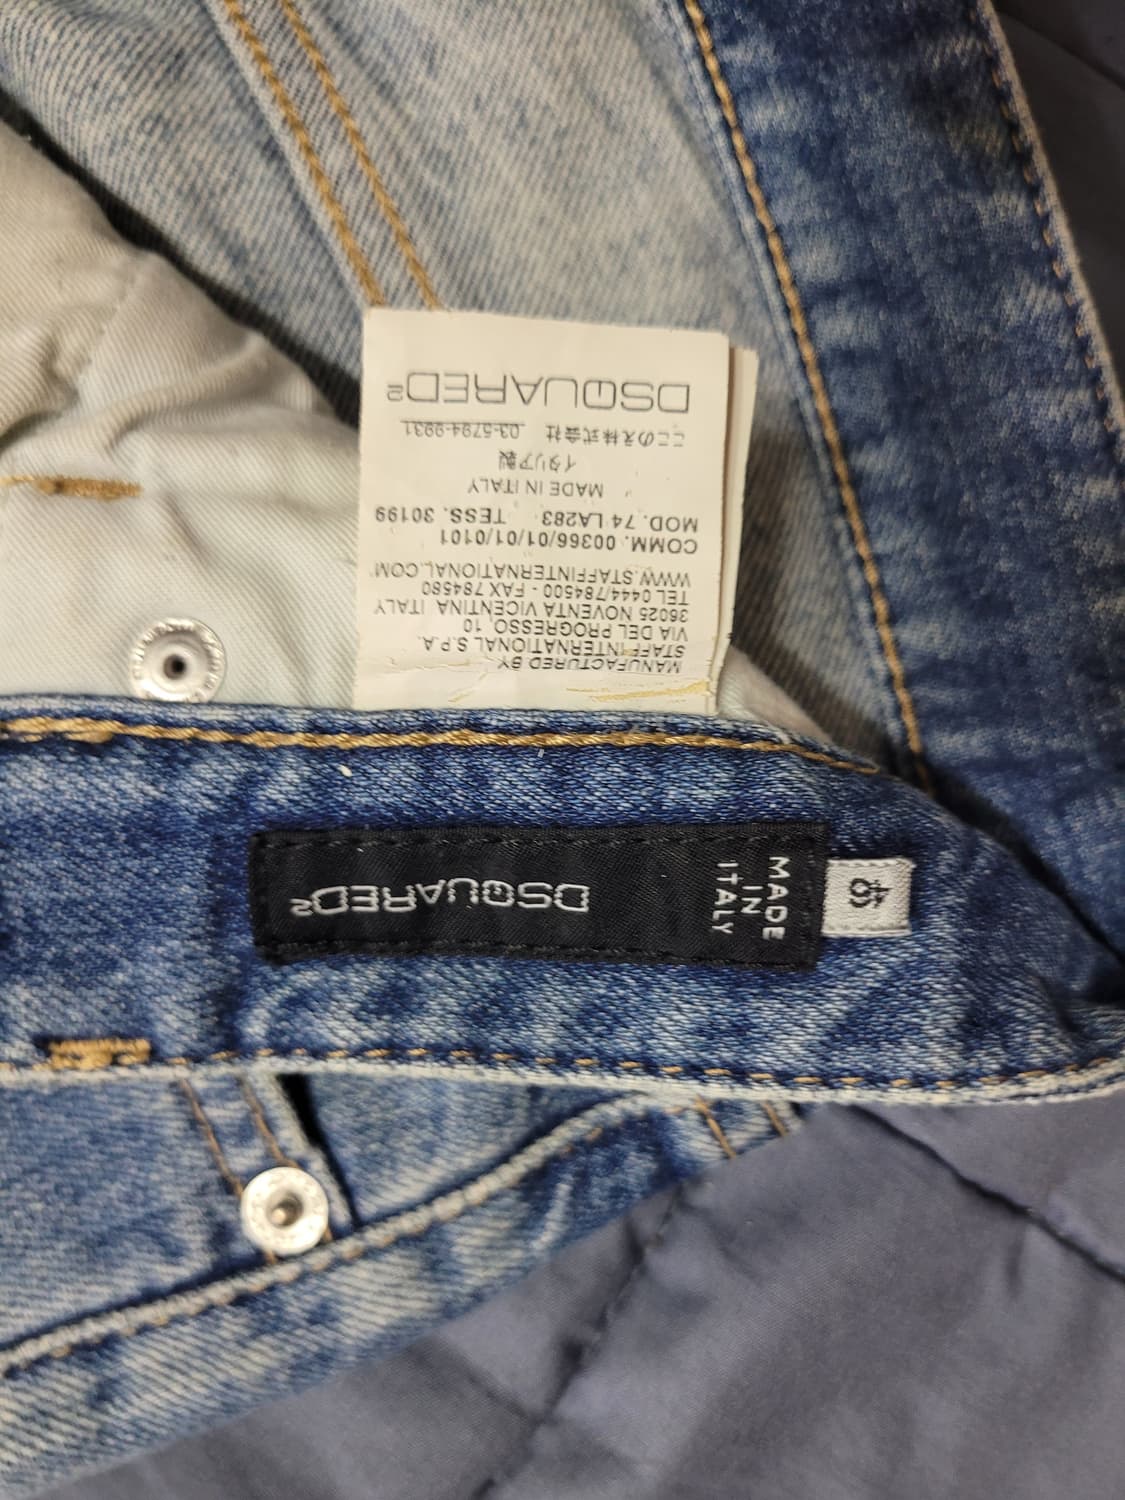 MANUFACTURED BY:
STAFF INTERNATIONAL S.P.A.
VIA DEL PROGRESSO, 10
36025 NOVENTA VICENTINA ITALY
TEL 0444/784500 - FAX 784580
WWW.STAFFINTERNATIONAL.COM
COMM. 00366/01/01/0101
MOD. 74 LA283 TESS. 30199
MADE IN ITALY
イタリア製
ここのえ株式会社 03-5794-9931
DSQUARED2
DSQUARED2
MADE
IN
ITALY
46